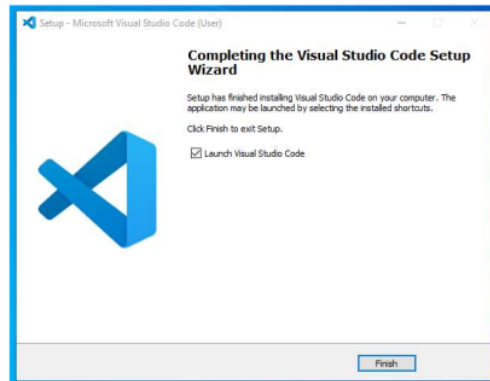 Setup - Microsoft Visual Studio Code (User)
Completing the Visual Studio Code Setup
Wizard
Setup has finished installing Visual Studio Code on your computer. The
application may be launched by selecting the installed shortcuts.
Click Finish to exit Setup.
Launch Visual Studio Code
Finish